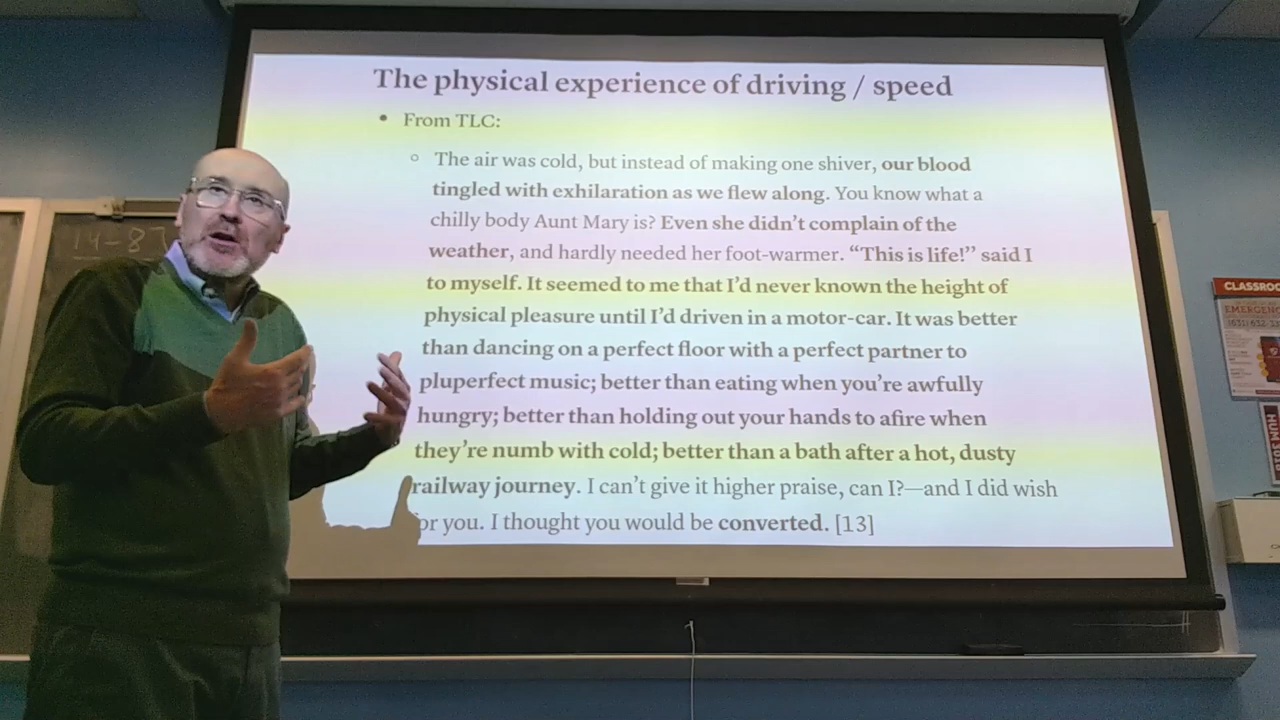 The physical experience of driving / speed
• From TLC:
○ The air was cold, but instead of making one shiver, our blood
tingled with exhilaration as we flew along. You know what a
chilly body Aunt Mary is? Even she didn't complain of the
weather, and hardly needed her foot-warmer. “This is life!” said I
to myself. It seemed to me that I'd never known the height of
physical pleasure until I'd driven in a motor-car. It was better
than dancing on a perfect floor with a perfect partner to
pluperfect music; better than eating when you're awfully
hungry; better than holding out your hands to afire when
they're numb with cold; better than a bath after a hot, dusty
railway journey. I can't give it higher praise, can I?—and I did wish
or you. I thought you would be converted. [13]
14-87
CLASSROO
EMERGENC
(631) 632-